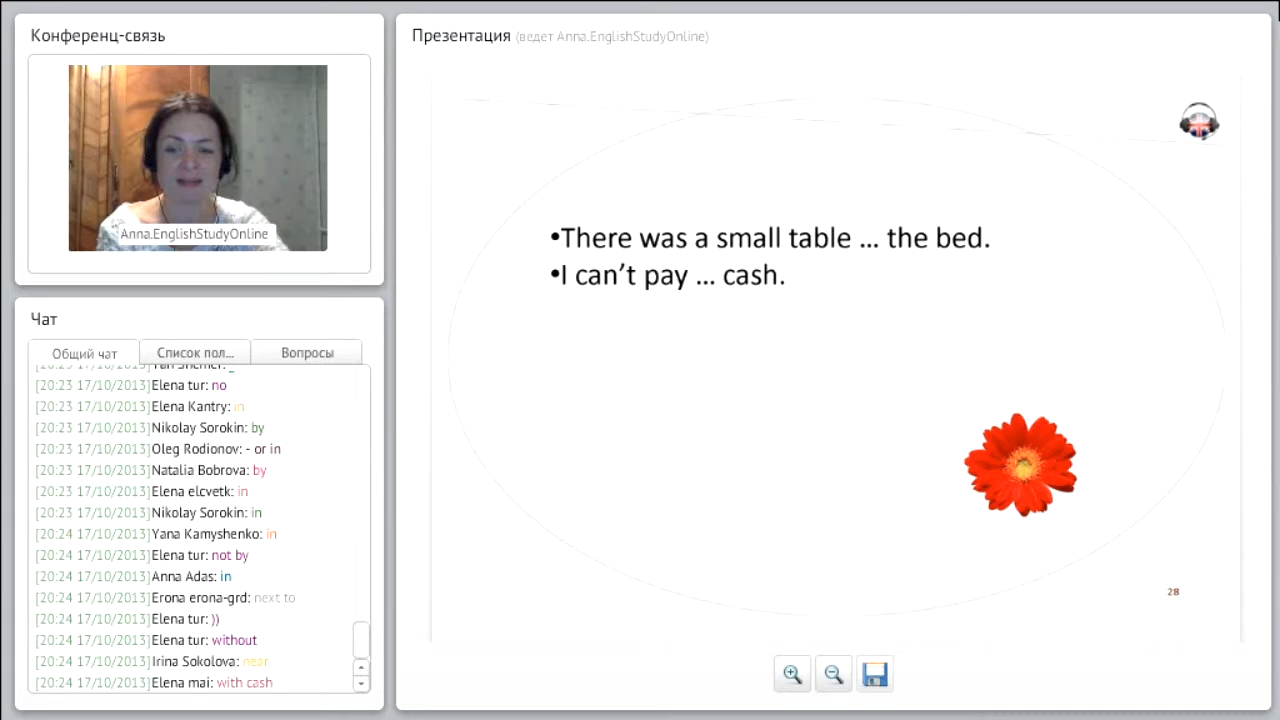 Конференц-связь
Anna.EnglishStudyOnline
Чат
Общий чат
Список пол...
Вопросы
[20:23 17/10/2013]Elena tur: no
[20:23 17/10/2013]Elena Kantry: in
[20:23 17/10/2013]Nikolay Sorokin: by
[20:23 17/10/2013]Oleg Rodionov: - or in
[20:23 17/10/2013]Natalia Bobrova: by
[20:23 17/10/2013]Elena elcvetk: in
[20:23 17/10/2013]Nikolay Sorokin: in
[20:24 17/10/2013]Yana Kamyshenko: in
[20:24 17/10/2013]Elena tur: not by
[20:24 17/10/2013]Anna Adas: in
[20:24 17/10/2013]Erona erona-grd: next to
[20:24 17/10/2013]Elena tur: ))
[20:24 17/10/2013]Elena tur: without
[20:24 17/10/2013]Irina Sokolova: near
[20:24 17/10/2013]Elena mai: with cash
Презентация (ведет Anna.EnglishStudyOnline)
•There was a small table ... the bed.
•I can't pay ... cash.
28